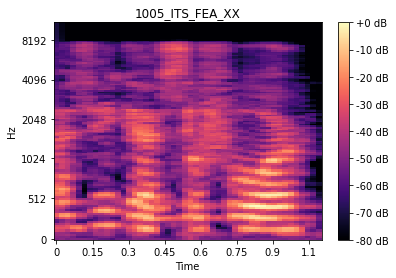 1005_ITS_FEA_XX
+0 dB
8192
-10 dB
4096
-20 dB
-30 dB
2048
Hz
-40 dB
1024
-50 dB
512
-60 dB
-70 dB
0
-80 dB
0 0.15 0.3 0.45 0.6 0.75 0.9 1.1
Time